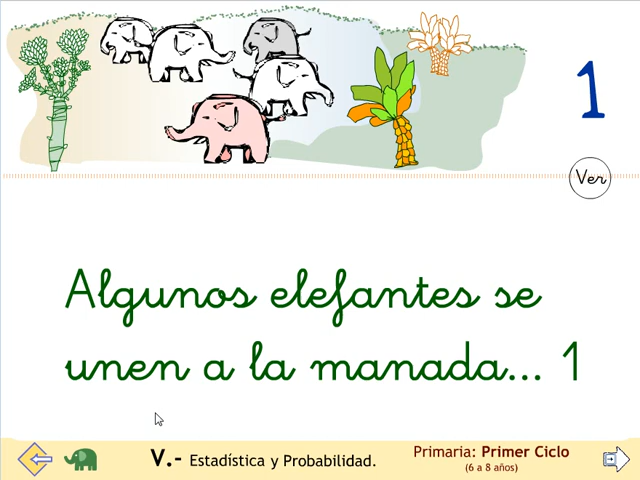 1
Ver
Algunos elefantes se
unen a la manada... 1
V.- Estadística y Probabilidad.
Primaria: Primer Ciclo
(6 a 8 años)